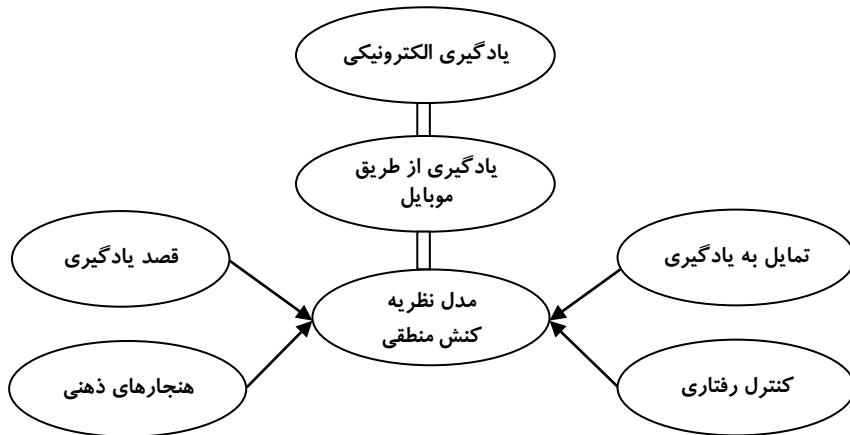 یادگیری الکترونیکی
یادگیری از طریق
موبایل
تمایل به یادگیری
قصد یادگیری
مدل نظریه
کنش منطقی
کنترل رفتاری
هنجارهای ذهنی